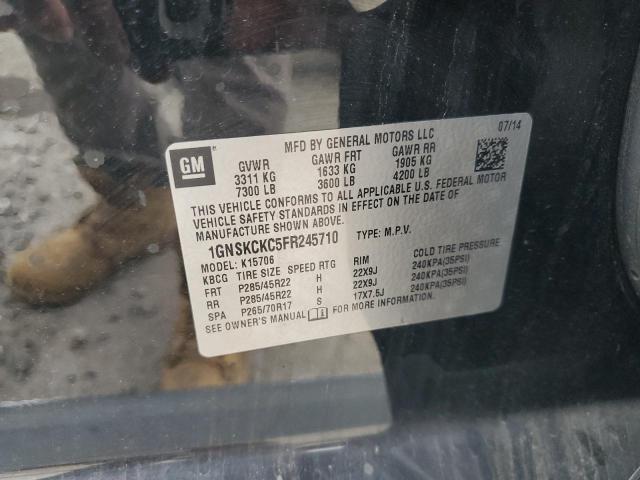 07/14
MFD BY GENERAL MOTORS LLC
GM
GVWR GAWR FRT GAWR RR
3311 KG 1633 KG 1905 KG
7300 LB 3600 LB 4200 LB
THIS VEHICLE CONFORMS TO ALL APPLICABLE U.S. FEDERAL MOTOR
VEHICLE SAFETY STANDARDS IN EFFECT ON THE DATE OF
MANUFACTURE SHOWN ABOVE.
1GNSKCKC5FR245710 TYPE: M.P.V.
MODEL: K15706
KBCG TIRE SIZE SPEED RTG RIM COLD TIRE PRESSURE
FRT P285/45R22 H 22X9J 240KPA(35PSI)
RR P285/45R22 H 22X9J 240KPA(35PSI)
SPA P265/70R17 S 17X7.5J 240KPA(35PSI)
SEE OWNER'S MANUAL FOR MORE INFORMATION.